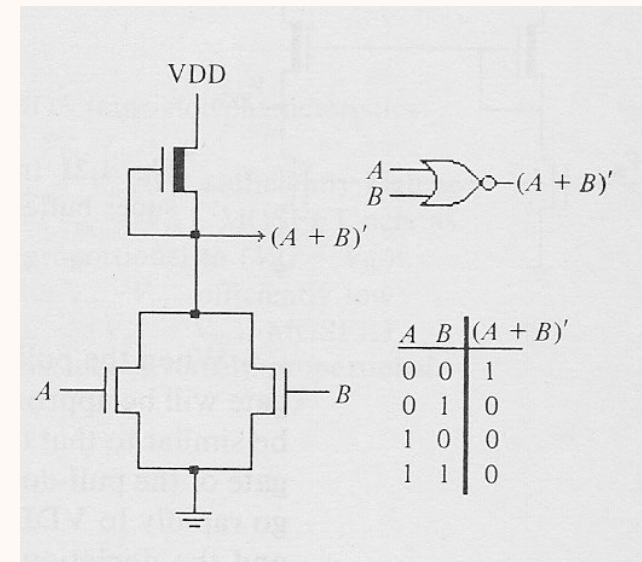 VDD
(A + B)'
A
B
A
B
(A + B)'
A B (A + B)'
0 0 1
0 1 0
1 0 0
1 1 0